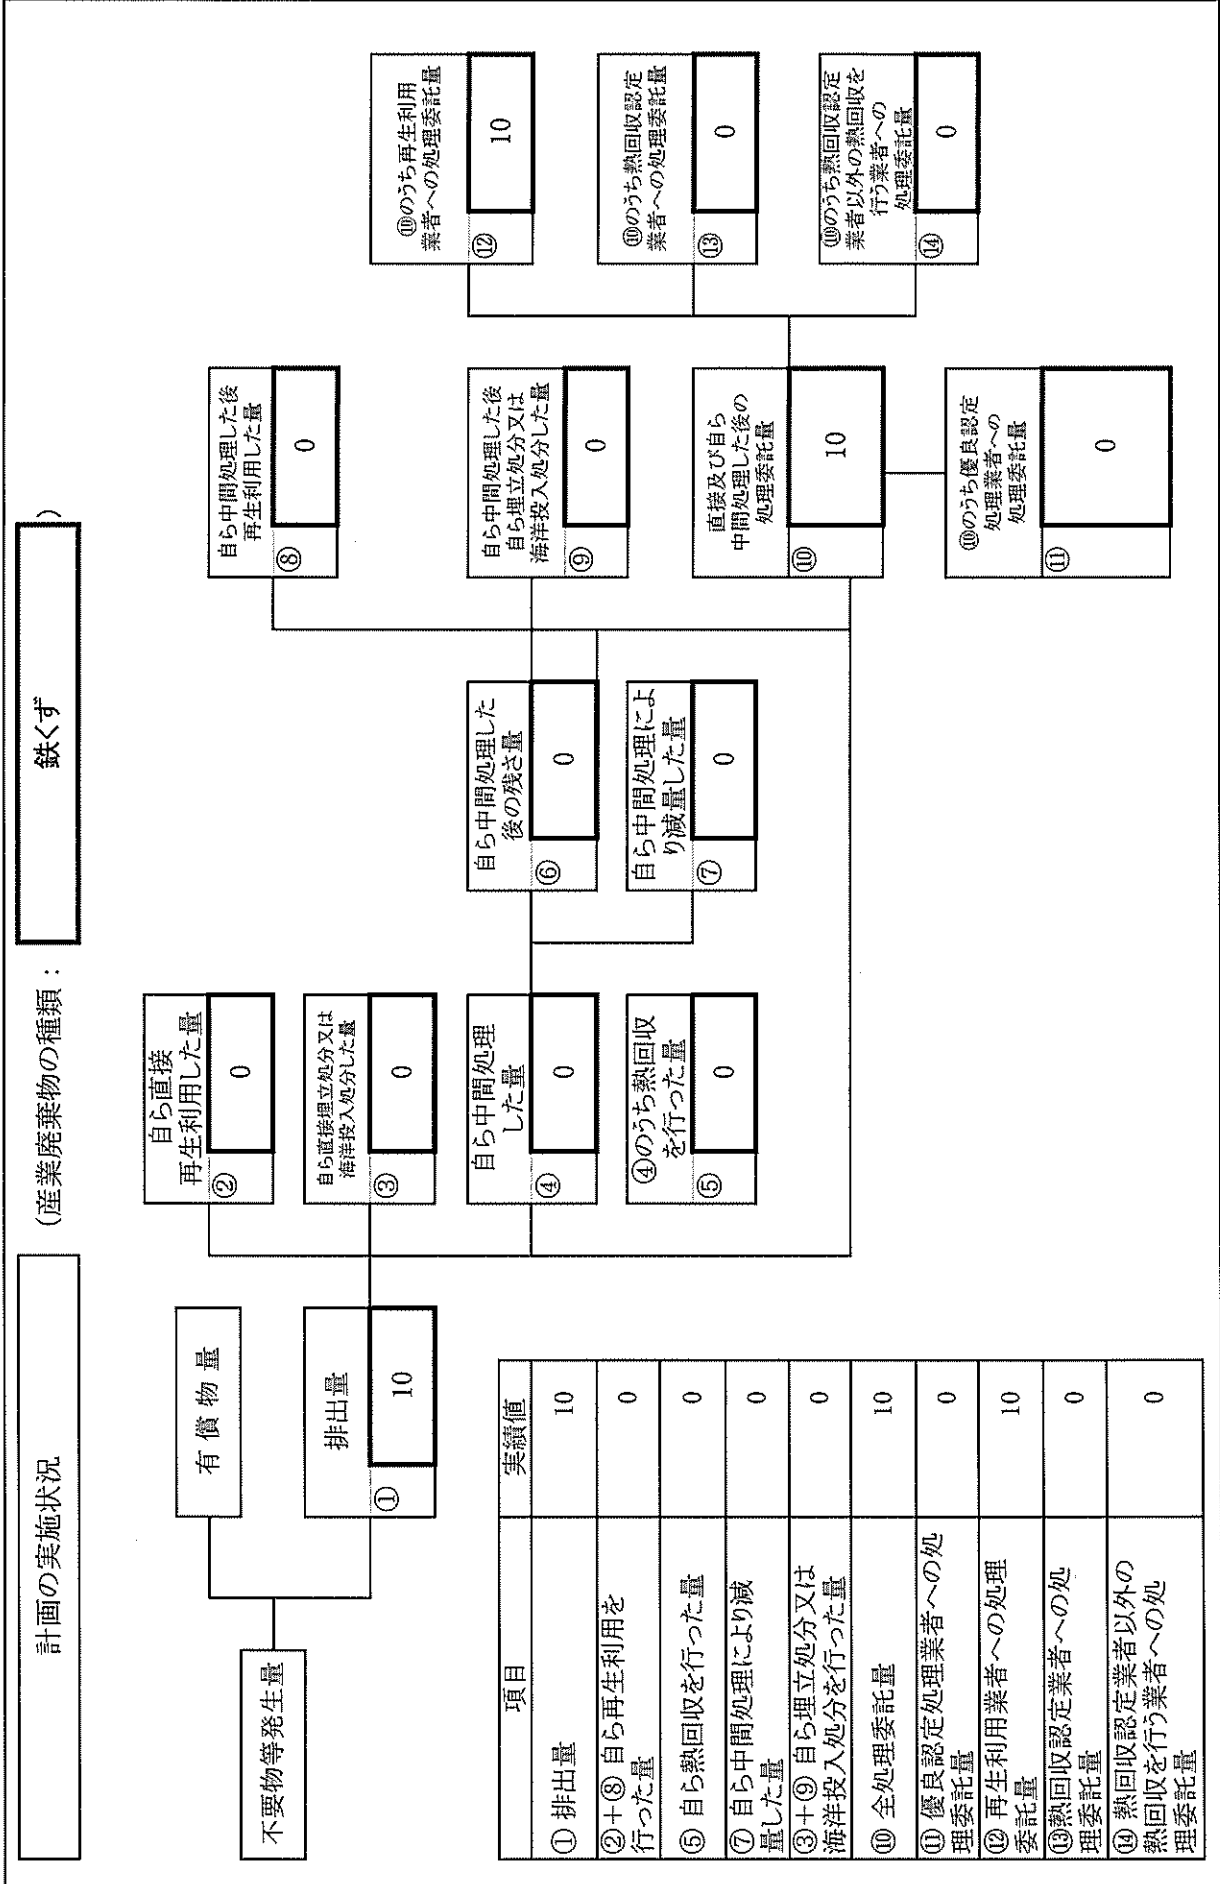 計画の実施状況
(産業廃棄物の種類:
鉄くず
)
不要物等発生量
有償物量
排出量
①
10
自ら直接
再生利用した量
②
0
自ら直接埋立処分又は
海洋投入処分した量
③
0
自ら中間処理
した量
④
0
④のうち熱回収
を行った量
⑤
0
自ら中間処理した
後の残さ量
⑥
0
自ら中間処理によ
り減量した量
⑦
0
自ら中間処理した後
再生利用した量
⑧
0
自ら中間処理した後
自ら埋立処分又は
海洋投入処分した量
⑨
0
直接及び自ら
中間処理した後の
処理委託量
⑩
10
⑩のうち優良認定
処理業者への
処理委託量
⑪
0
⑩のうち再生利用
業者への処理委託量
⑫
10
⑩のうち熱回収認定
業者への処理委託量
⑬
0
⑩のうち熱回収認定
業者以外の熱回収を
行う業者への
処理委託量
⑭
0
項目 実績値
① 排出量 10
②+⑧ 自ら再生利用を
行った量 0
⑤ 自ら熱回収を行った量 0
⑦ 自ら中間処理により減
量した量 0
③+⑨ 自ら埋立処分又は
海洋投入処分を行った量 0
⑩ 全処理委託量 10
⑪ 優良認定処理業者への処
理委託量 0
⑫ 再生利用業者への処理
委託量 10
⑬熱回収認定業者への処
理委託量 0
⑭ 熱回収認定業者以外の
熱回収を行う業者への処
理委託量 0